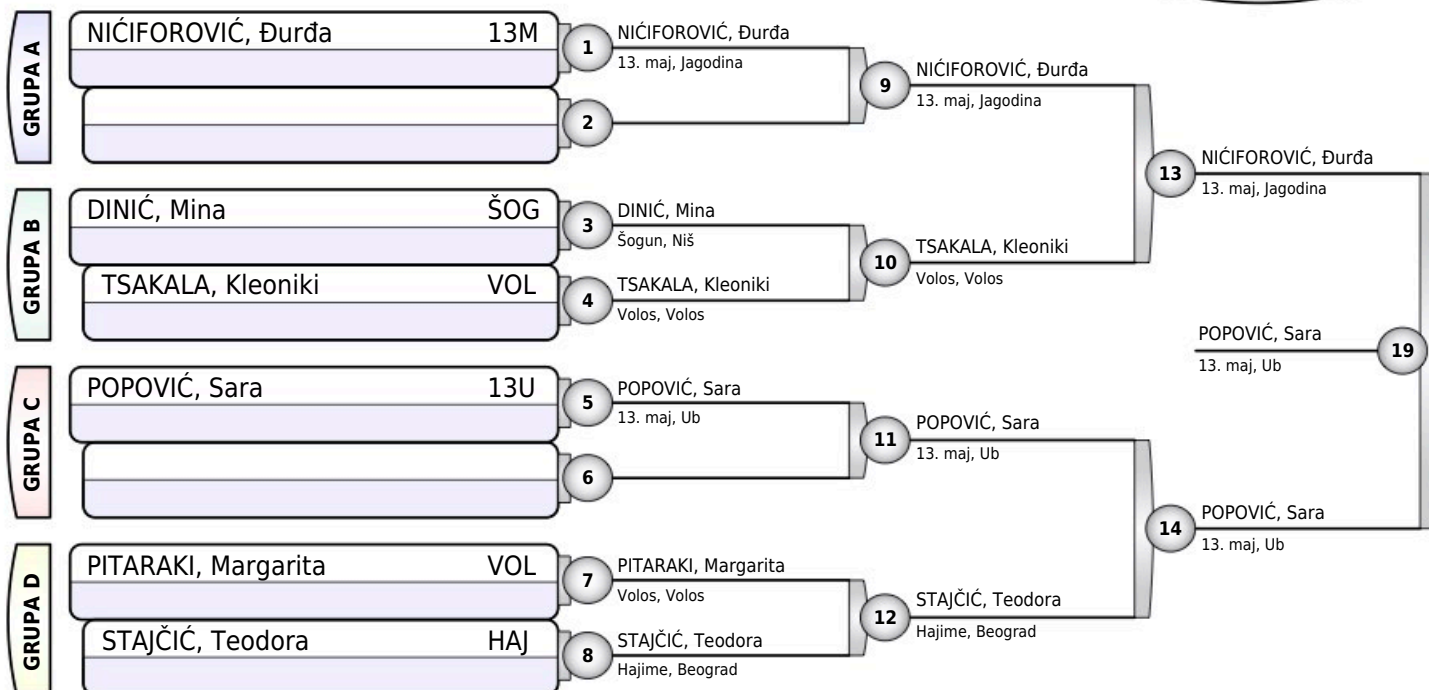 GRUPA A
NIĆIFOROVIĆ, Đurđa 13M
1
NIĆIFOROVIĆ, Đurđa
13. maj, Jagodina
2
9
NIĆIFOROVIĆ, Đurđa
13. maj, Jagodina
GRUPA B
DINIĆ, Mina ŠOG
3
DINIĆ, Mina
Šogun, Niš
TSAKALA, Kleoniki VOL
4
TSAKALA, Kleoniki
Volos, Volos
10
TSAKALA, Kleoniki
Volos, Volos
13
NIĆIFOROVIĆ, Đurđa
13. maj, Jagodina
GRUPA C
POPOVIĆ, Sara 13U
5
POPOVIĆ, Sara
13. maj, Ub
6
11
POPOVIĆ, Sara
13. maj, Ub
GRUPA D
PITARAKI, Margarita VOL
7
PITARAKI, Margarita
Volos, Volos
STAJČIĆ, Teodora HAJ
8
STAJČIĆ, Teodora
Hajime, Beograd
12
STAJČIĆ, Teodora
Hajime, Beograd
14
POPOVIĆ, Sara
13. maj, Ub
POPOVIĆ, Sara
13. maj, Ub
19